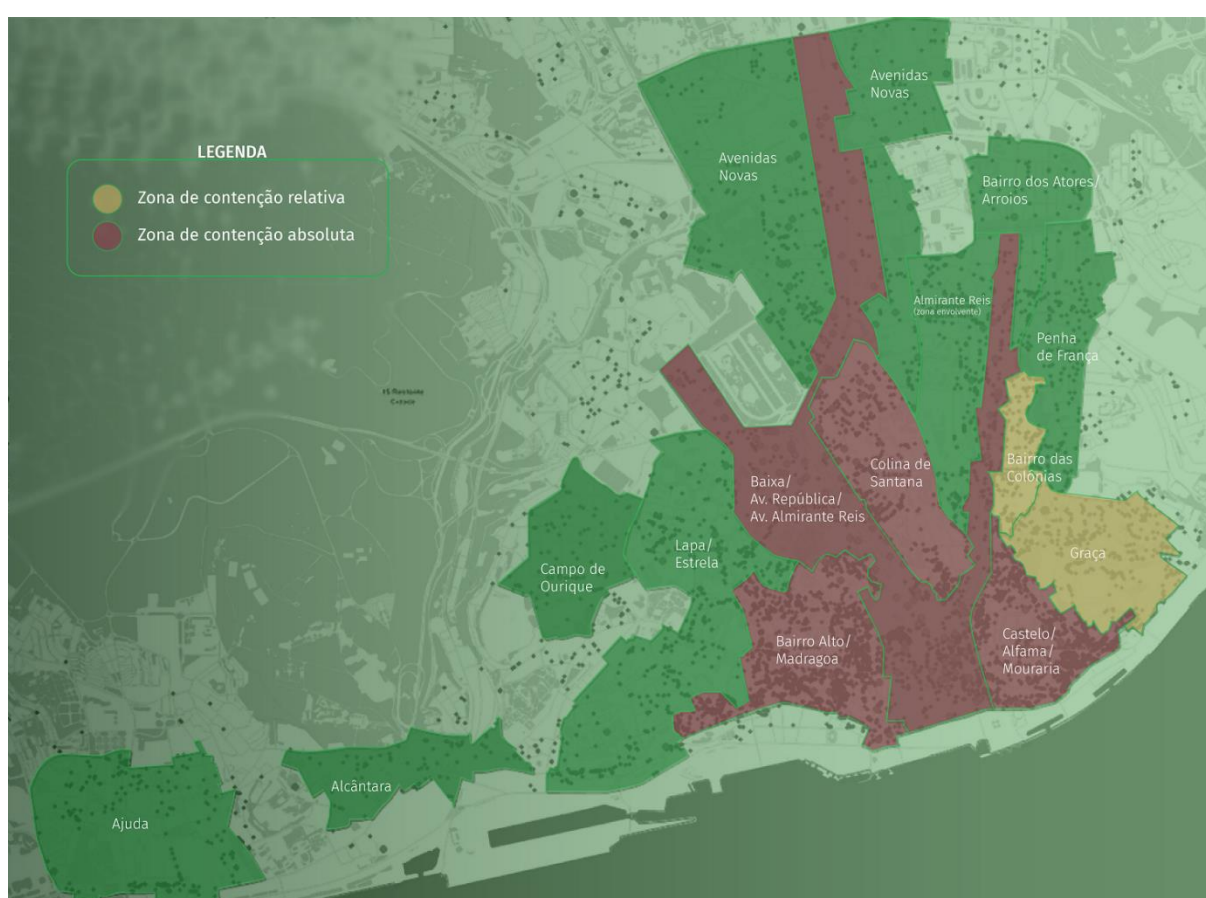 LEGENDA
Zona de contenção relativa
Zona de contenção absoluta
Avenidas
Novas
Avenidas
Novas
Bairro dos Atores/
Arroios
Almirante Reis
(zona envolvente)
Penha
de França
Bairro das
Colónias
Colina de
Santana
Baixa/
Av. República/
Av. Almirante Reis
Lapa/
Estrela
Campo de
Ourique
Graça
Bairro Alto/
Madragoa
Castelo/
Alfama/
Mouraria
Alcântara
Ajuda